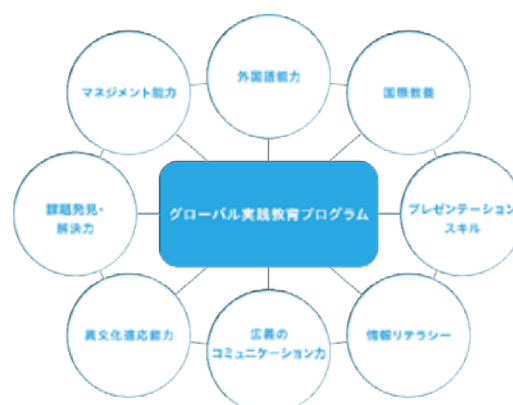 外国語能力
マネジメント能力
国際教養
課題発見・
解決力
グローバル実践教育プログラム
プレゼンテーション
スキル
異文化適応能力
広義の
コミュニケーション力
情報リテラシー